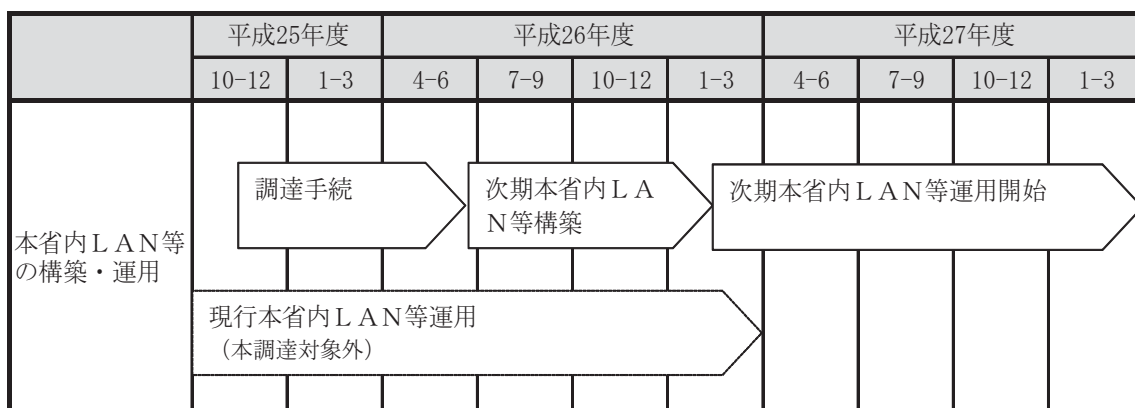 平成25年度 平成26年度 平成27年度
10-12 1-3 4-6 7-9 10-12 1-3 4-6 7-9 10-12 1-3
調達手続
次期本省内ＬＡ
Ｎ等構築
次期本省内ＬＡＮ等運用開始
本省内ＬＡＮ等
の構築・運用
現行本省内ＬＡＮ等運用
（本調達対象外）